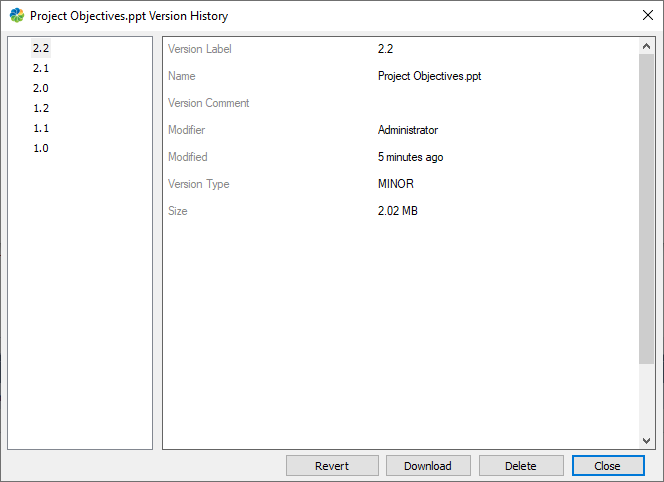 Project Objectives.ppt Version History
2.2
2.1
2.0
1.2
1.1
1.0
Version Label 2.2
Name Project Objectives.ppt
Version Comment
Modifier Administrator
Modified 5 minutes ago
Version Type MINOR
Size 2.02 MB
Revert Download Delete Close